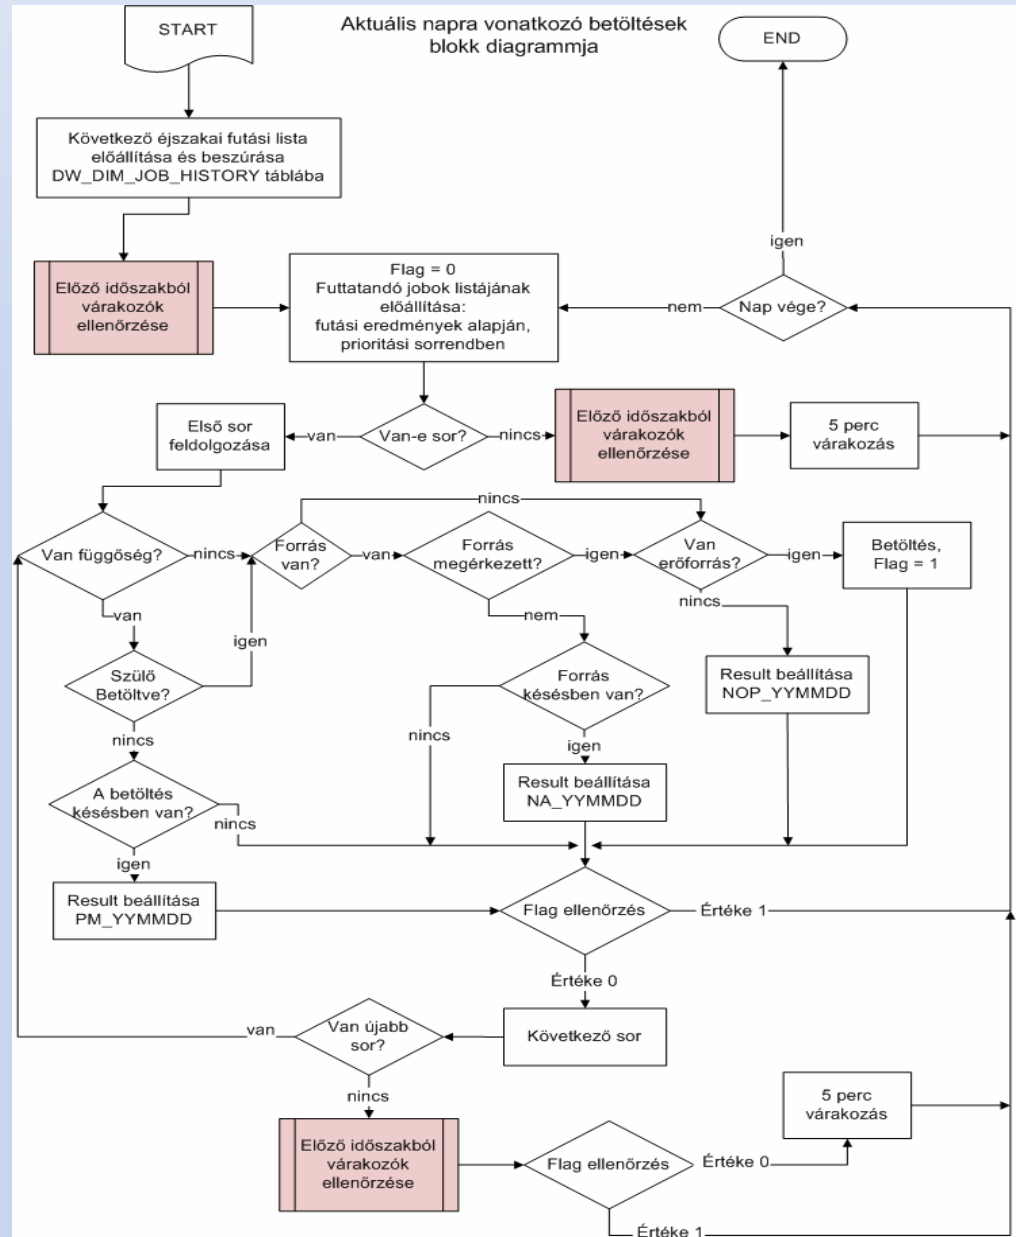 START
Aktuális napra vonatkozó betöltések
blokk diagrammja
END
Következő éjszakai futási lista
előállítása és beszúrása
DW_DIM_JOB_HISTORY táblába
igen
Előző időszakból
várakozók
ellenőrzése
Flag = 0
Futtatandó jobok listájának
előállítása:
futási eredmények alapján,
prioritási sorrendben
nem
Nap vége?
Első sor
feldolgozása
van
Van-e sor?
nincs
Előző időszakból
várakozók
ellenőrzése
5 perc
várakozás
nincs
Van függőség?
nincs
Forrás
van?
van
Forrás
megérkezett?
igen
Van
erőforrás?
igen
Betöltés,
Flag = 1
nincs
van
igen
nem
Szülő
Betöltve?
Forrás
késésben van?
Result beállítása
NOP_YYMMDD
nincs
nincs
igen
A betöltés
késésben van?
nincs
Result beállítása
NA_YYMMDD
igen
Result beállítása
PM_YYMMDD
Flag ellenőrzés
Értéke 1
Értéke 0
van
Van újabb
sor?
Következő sor
nincs
5 perc
várakozás
Előző időszakból
várakozók
ellenőrzése
Flag ellenőrzés
Értéke 0
Értéke 1